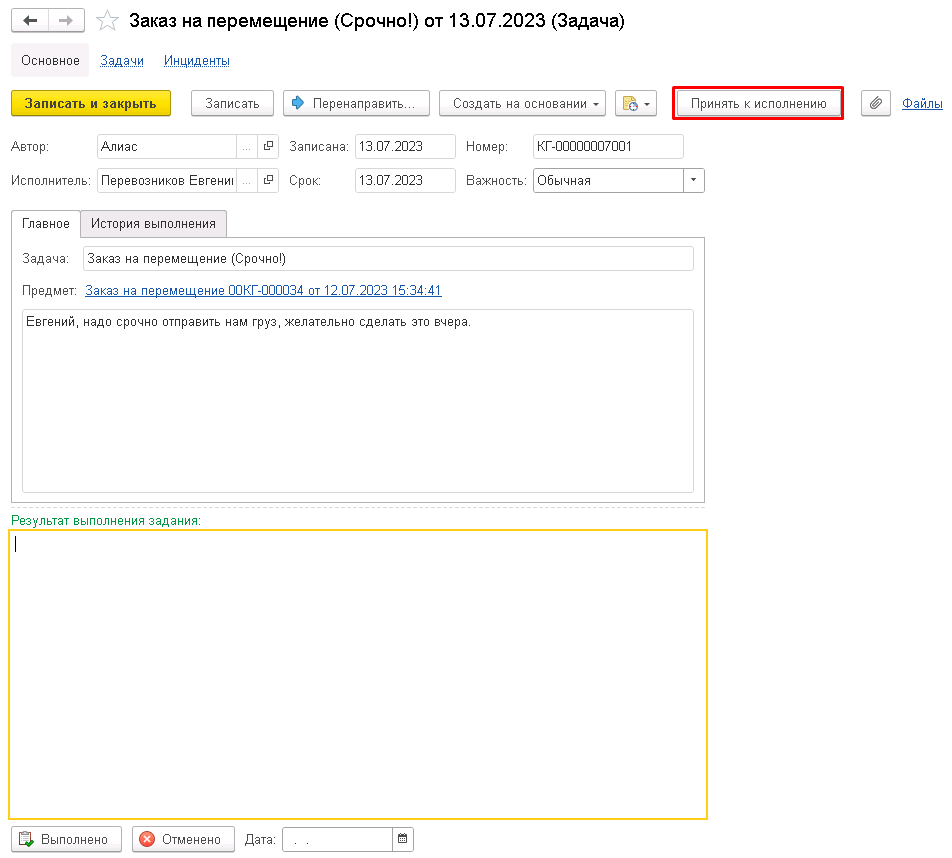 Заказ на перемещение (Срочно!) от 13.07.2023 (Задача)
Основное Задачи Инциденты
Записать и закрыть Записать Перенаправить... Создать на основании Принять к исполнению Файлы
Автор: Алиас ... Записана: 13.07.2023 Номер: КГ-00000007001
Исполнитель: Перевозников Евгени ... Срок: 13.07.2023 Важность: Обычная
Главное История выполнения
Задача: Заказ на перемещение (Срочно!)
Предмет: Заказ на перемещение 00КГ-000034 от 12.07.2023 15:34:41
Евгений, надо срочно отправить нам груз, желательно сделать это вчера.
Результат выполнения задания:
Выполнено Отменено Дата: . .